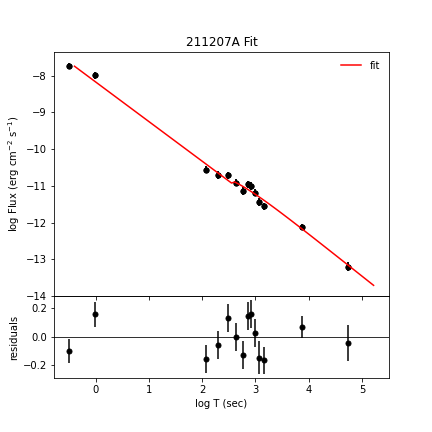 211207A Fit
fit
log Flux (erg cm⁻² s⁻¹)
−8
−9
−10
−11
−12
−13
−14
residuals
0.2
0.0
−0.2
0 1 2 3 4 5
log T (sec)